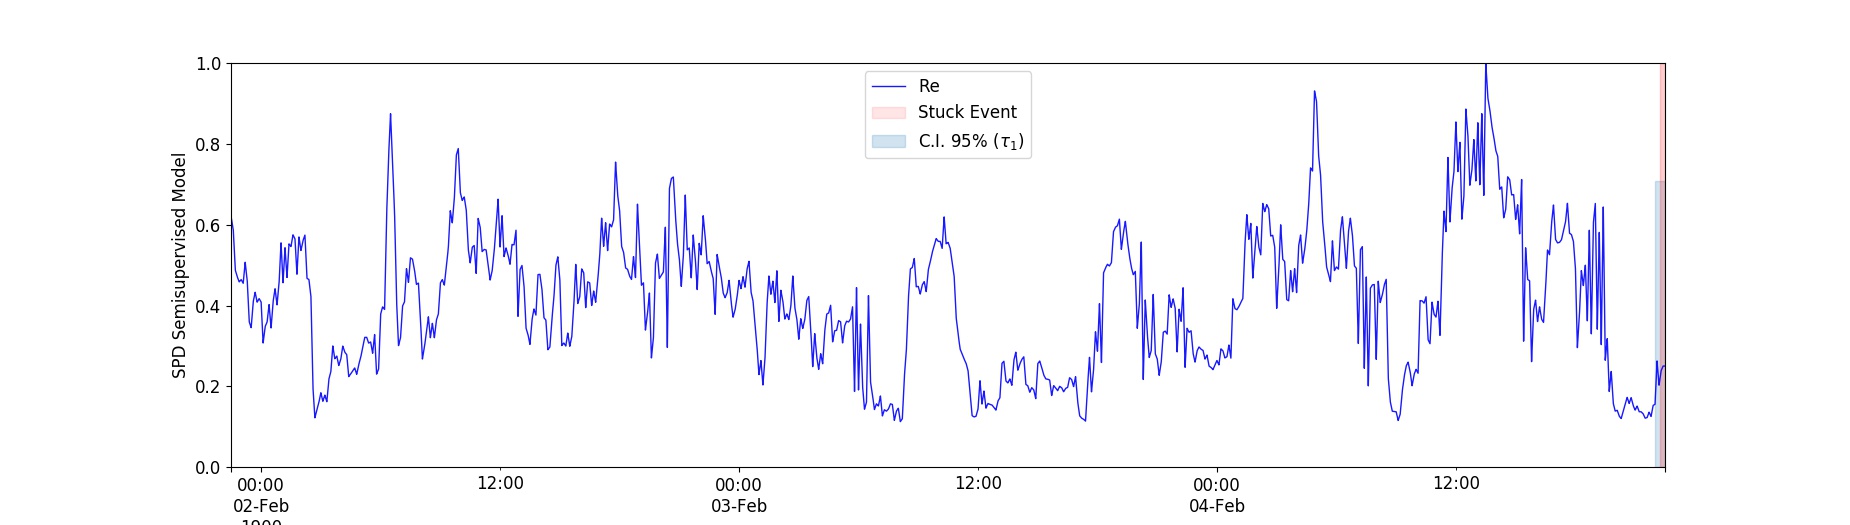 SPD Semisupervised Model
1.0
0.8
0.6
0.4
0.2
0.0
Re
Stuck Event
C.I. 95% (τ₁)
00:00
02-Feb
1900
12:00
00:00
03-Feb
12:00
00:00
04-Feb
12:00